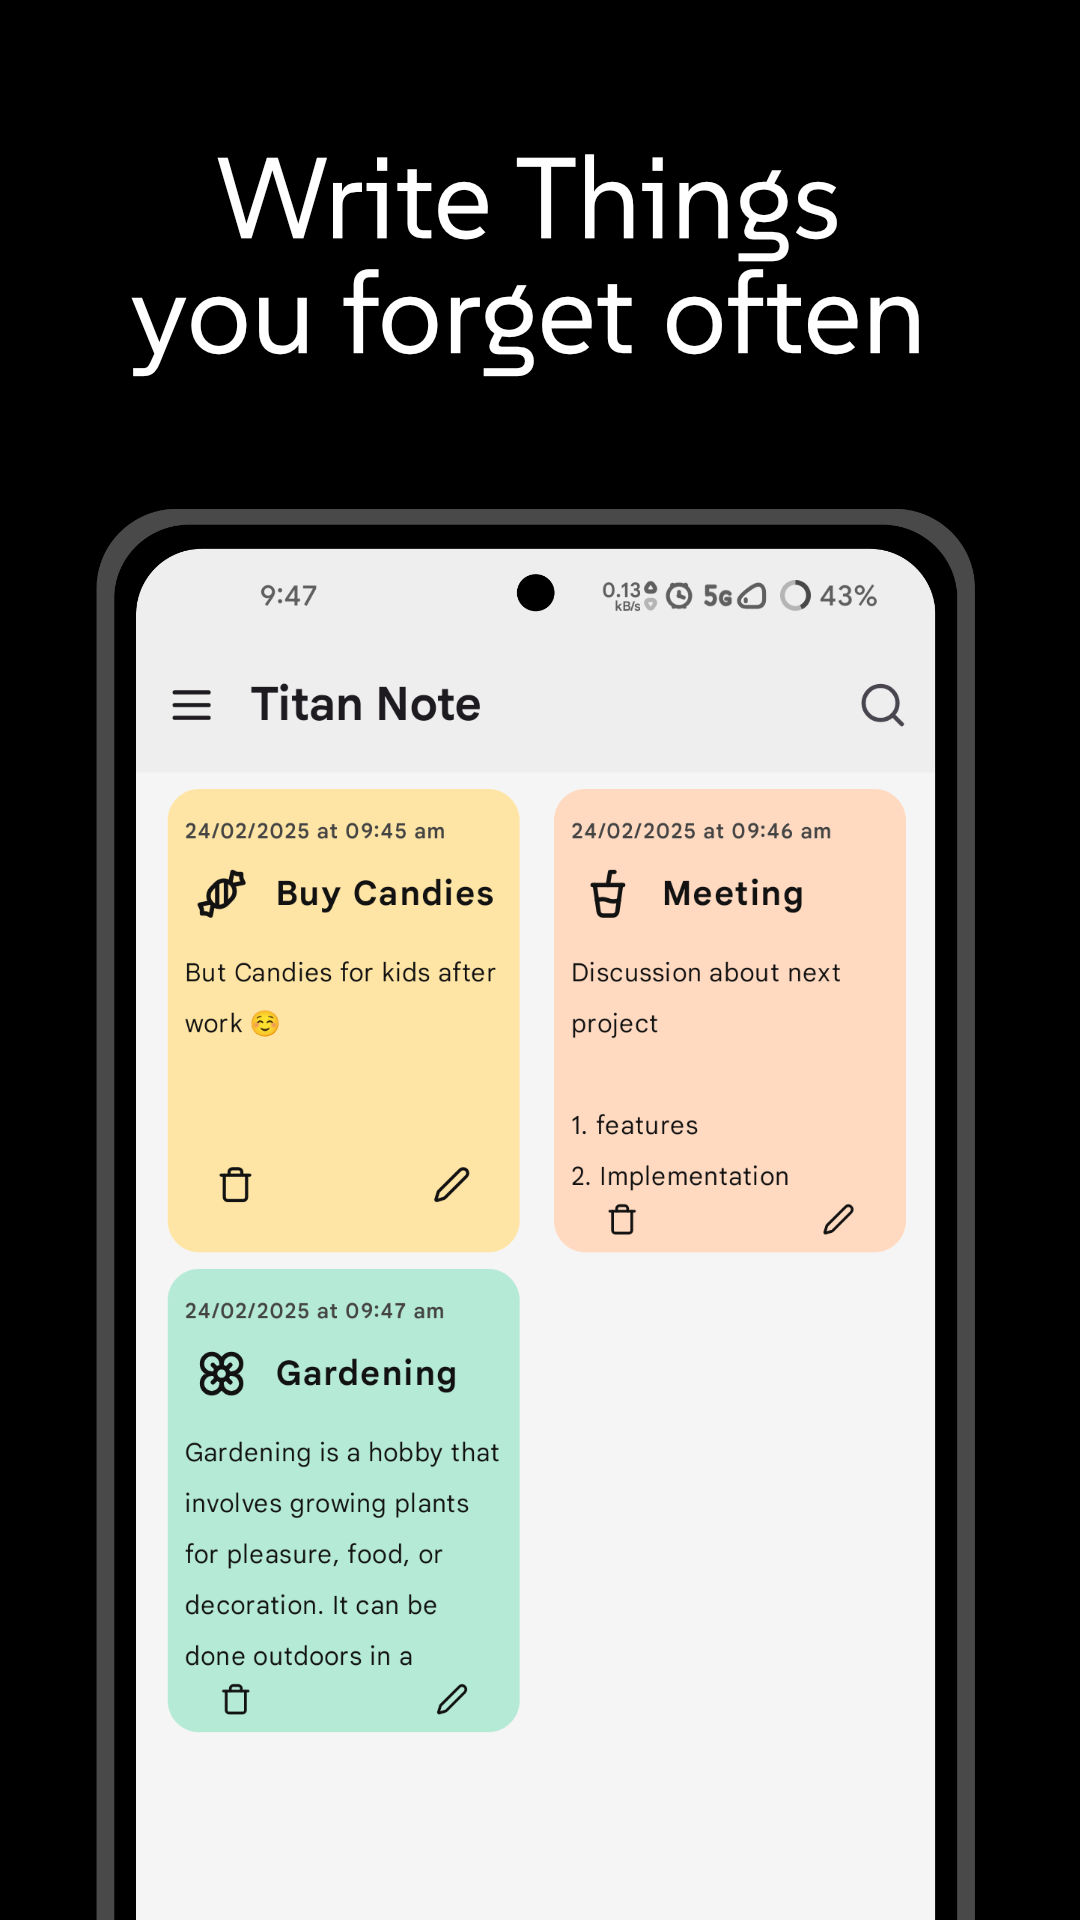 Write Things
you forget often
9:47
0.13
kB/s
5G
43%
Titan Note
24/02/2025 at 09:45 am
Buy Candies
But Candies for kids after
work ☺️
24/02/2025 at 09:46 am
Meeting
Discussion about next
project
1. features
2. Implementation
24/02/2025 at 09:47 am
Gardening
Gardening is a hobby that
involves growing plants
for pleasure, food, or
decoration. It can be
done outdoors in a